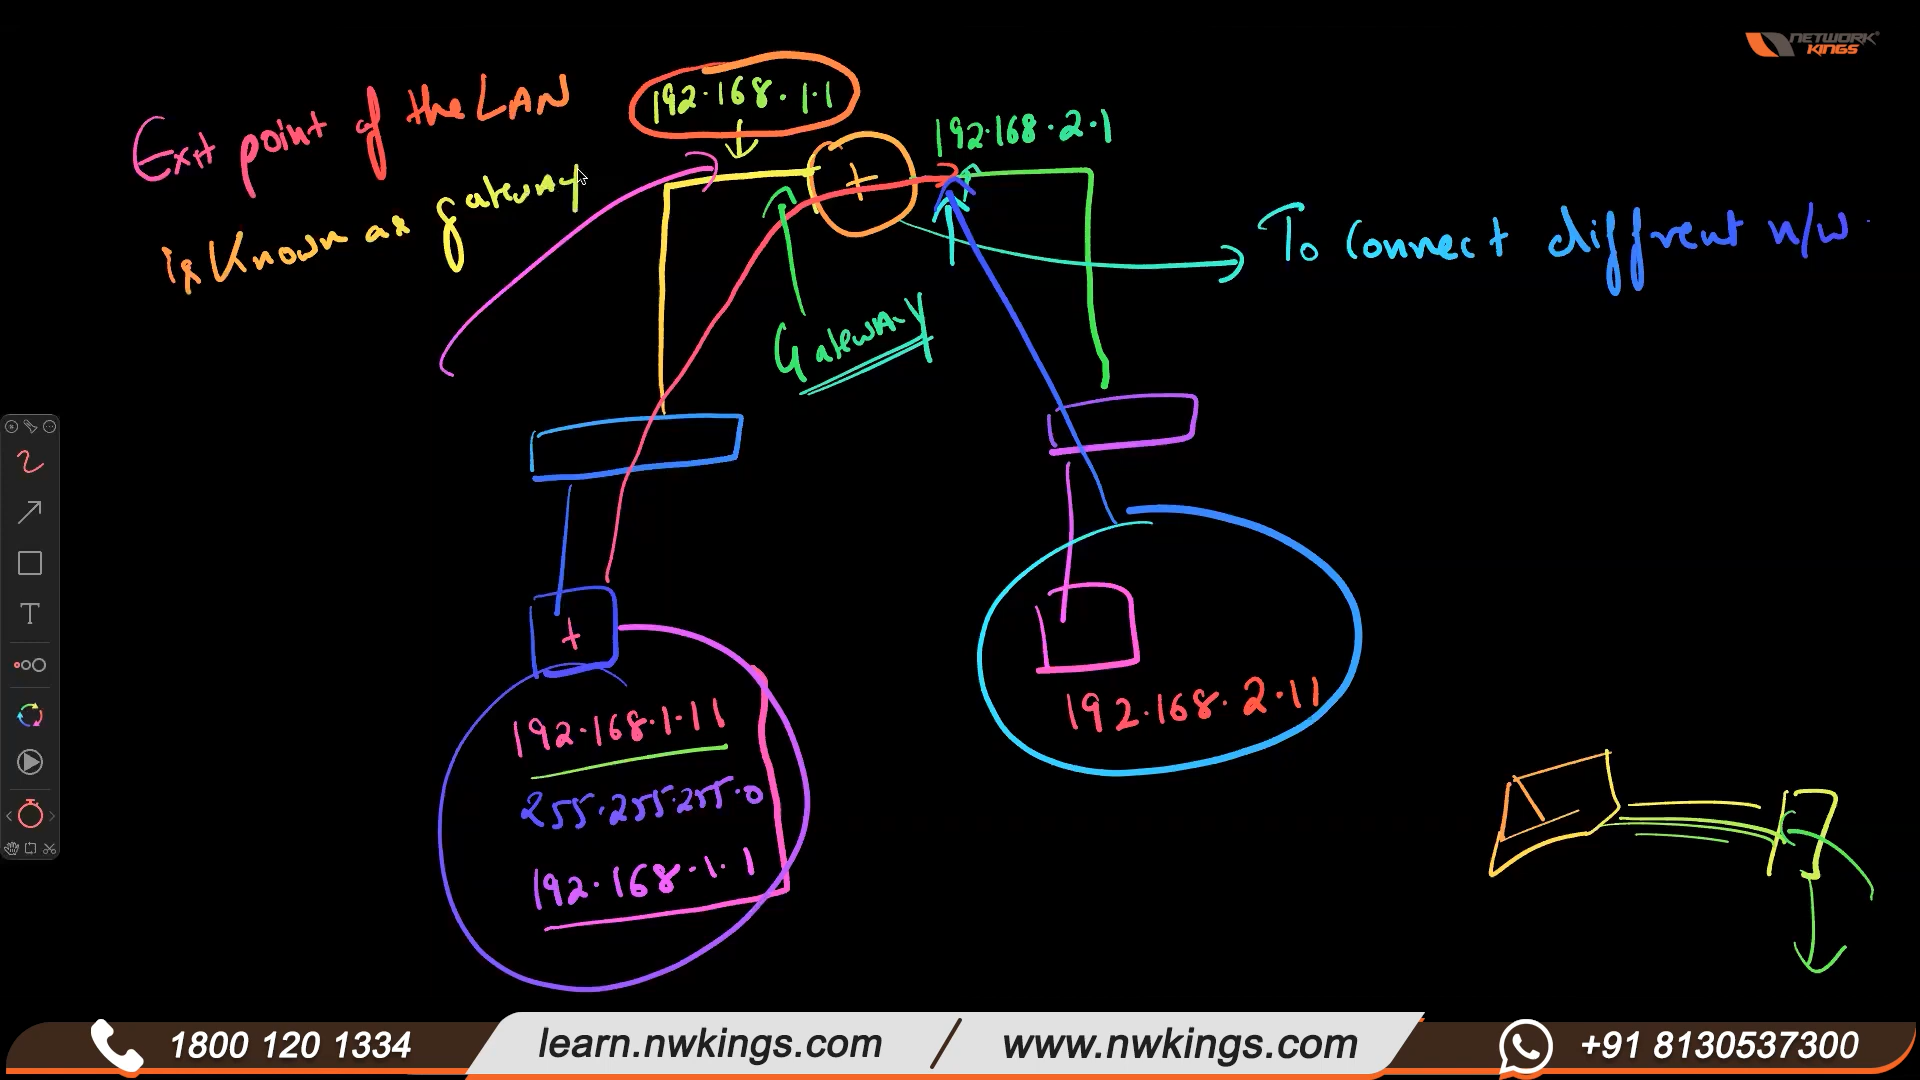 NETWORK
KINGS
Exit point of the LAN
is Known as gateway
192.168.1.1
192.168.2.1
To Connect diffrent n/w
Gateway
192.168.1.11
255.255.255.0
192.168.1.1
192.168.2.11
T
1800 120 1334
learn.nwkings.com / www.nwkings.com
+91 8130537300